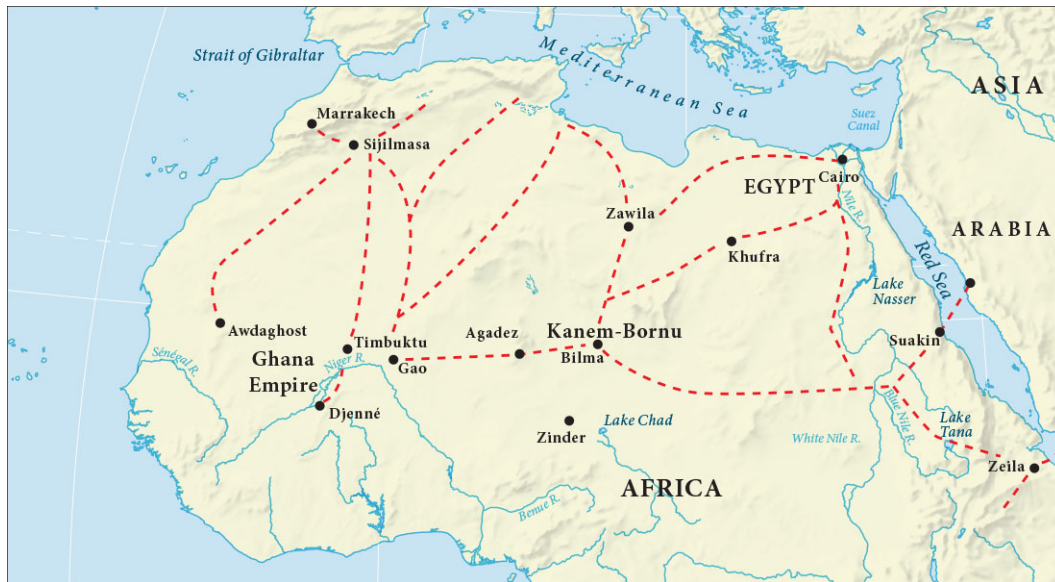 Strait of Gibraltar
Mediterranean Sea
ASIA
Marrakech
Suez
Canal
Sijilmasa
Cairo
EGYPT
Nile R.
Zawila
ARABIA
Khufra
Red Sea
Lake
Nasser
Awdaghost
Timbuktu
Agadez
Kanem-Bornu
Suakin
Sénégal R.
Ghana
Empire
Niger R.
Gao
Bilma
Djenné
Lake Chad
Blue Nile R.
Lake
Tana
Zinder
White Nile R.
Zeila
AFRICA
Benue R.